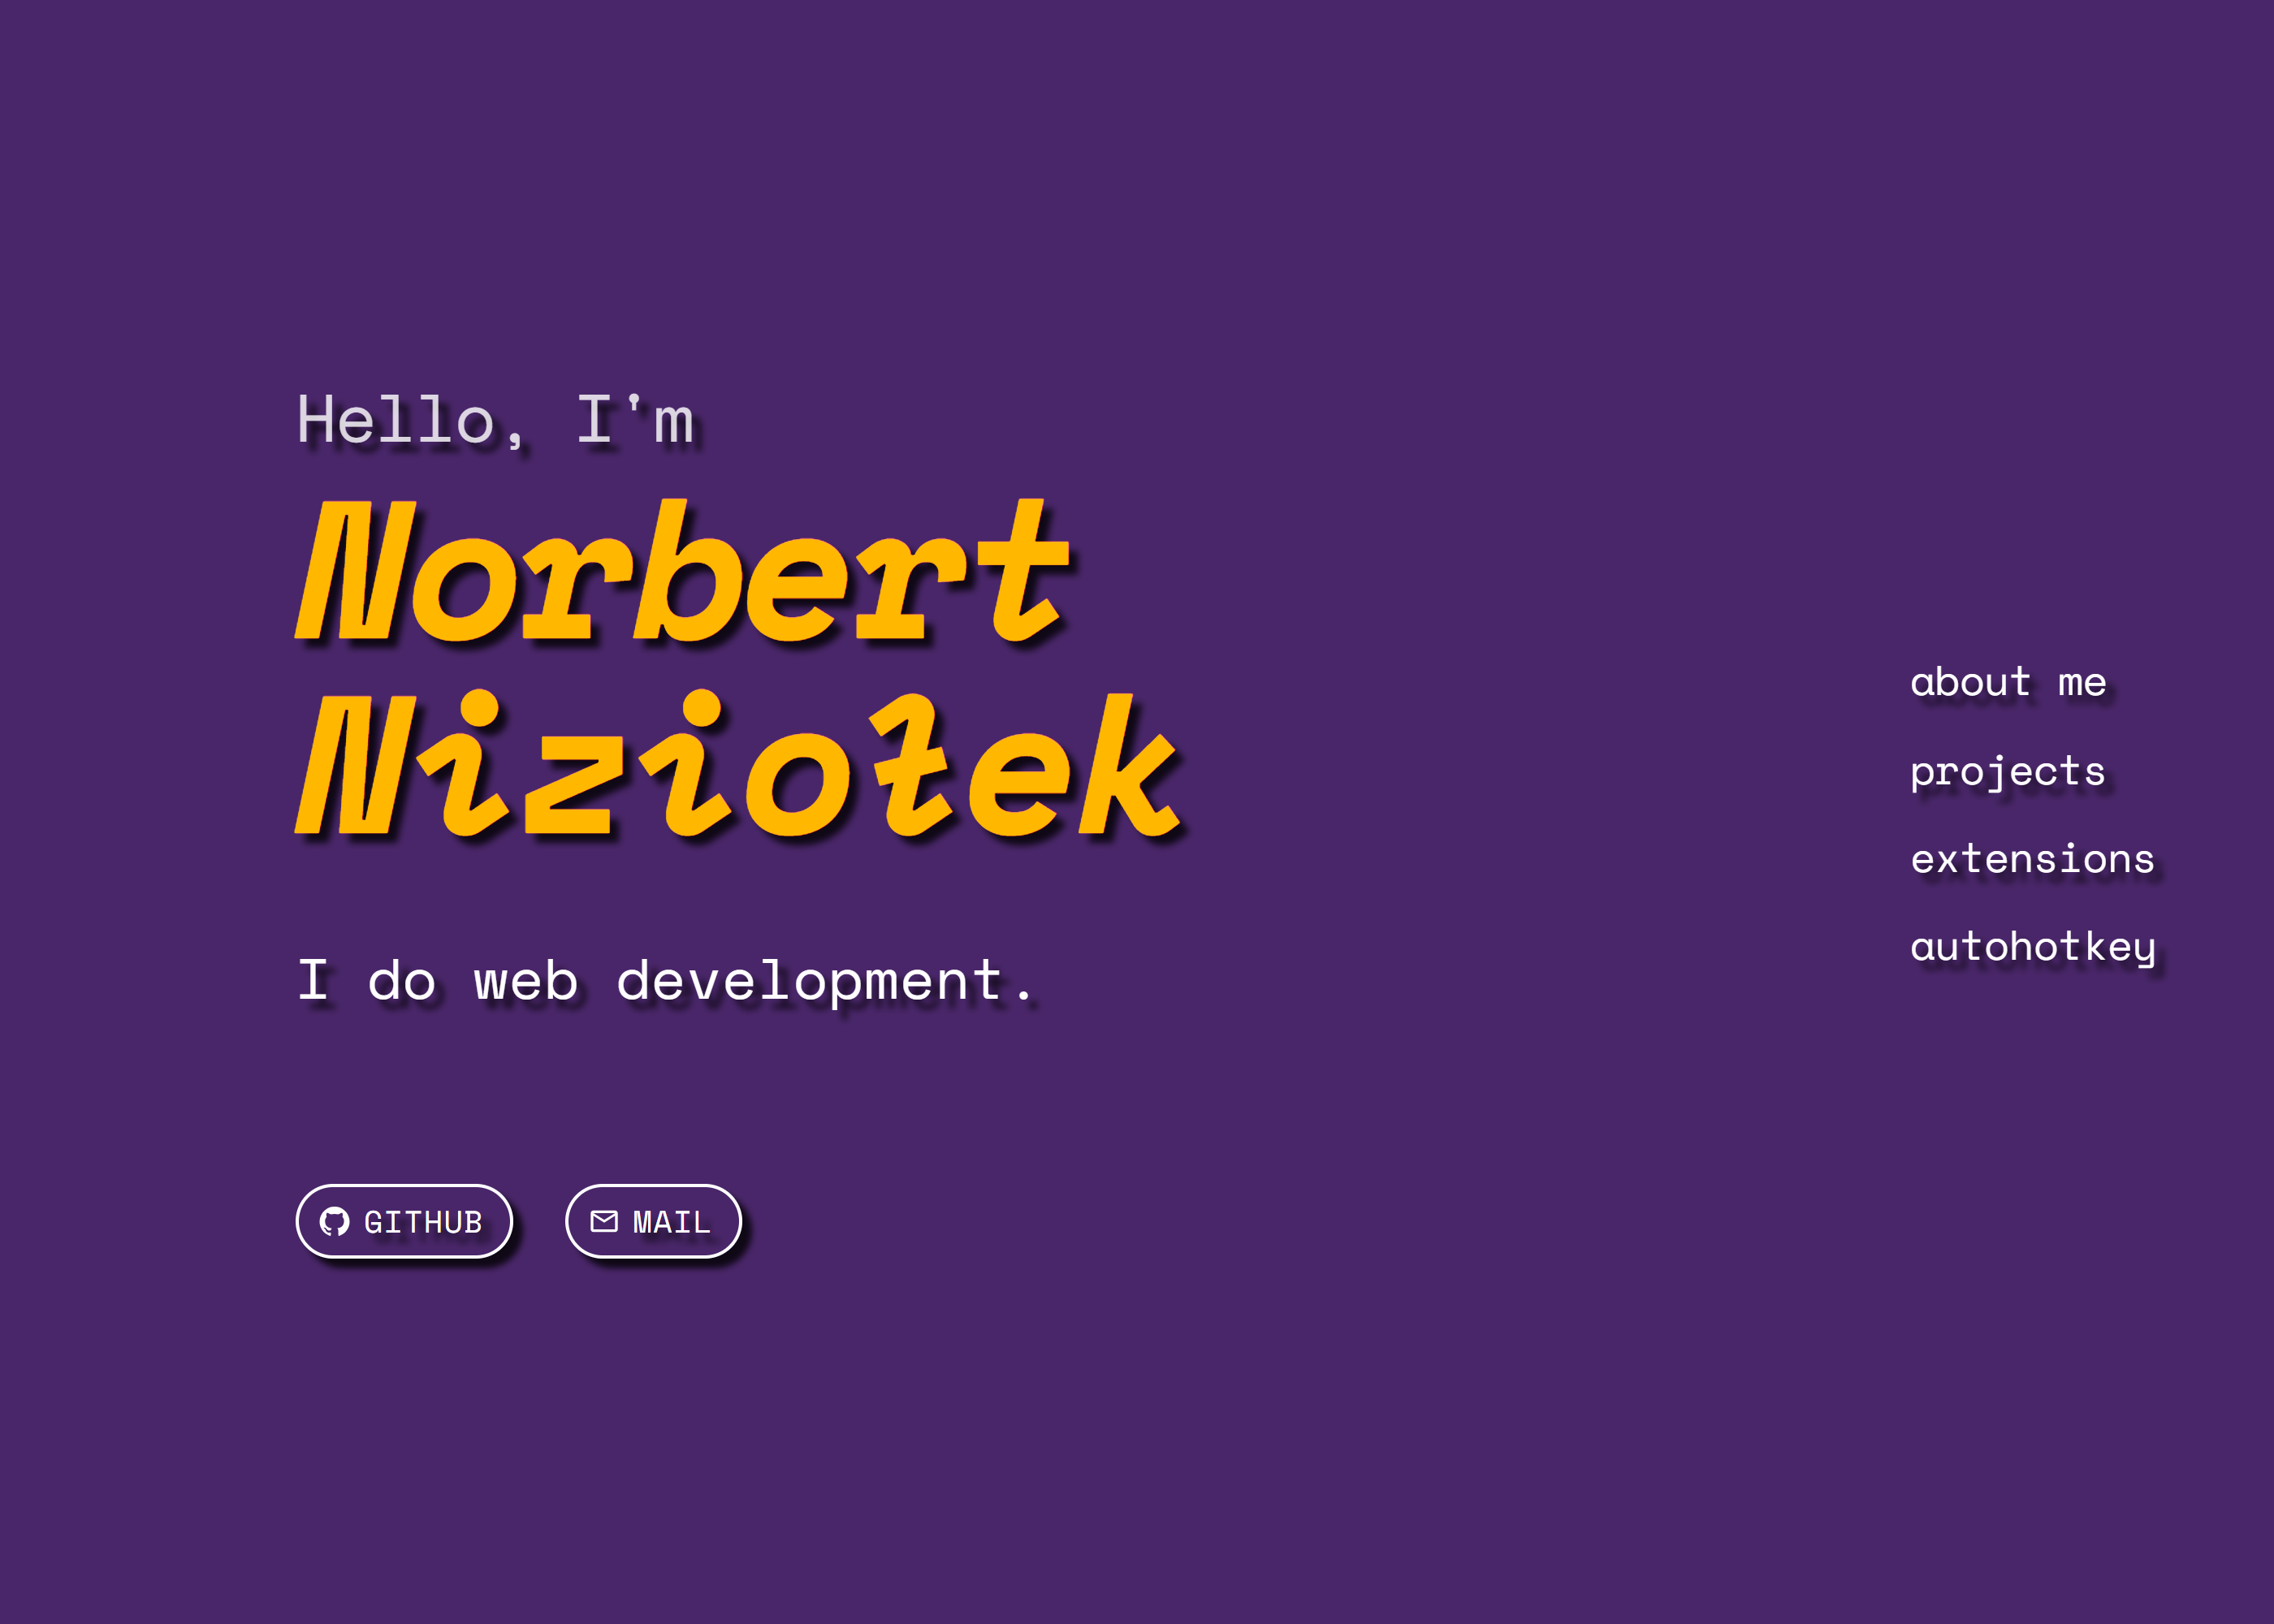 Hello, I'm
Norbert
Niziołek
I do web development.
GITHUB
MAIL
about me
projects
extensions
autohotkey